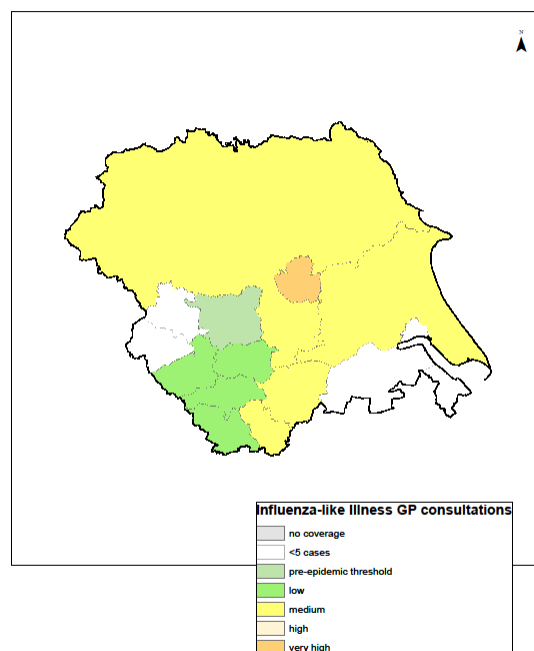 N
Influenza-like Illness GP consultations
no coverage
<5 cases
pre-epidemic threshold
low
medium
high
very high